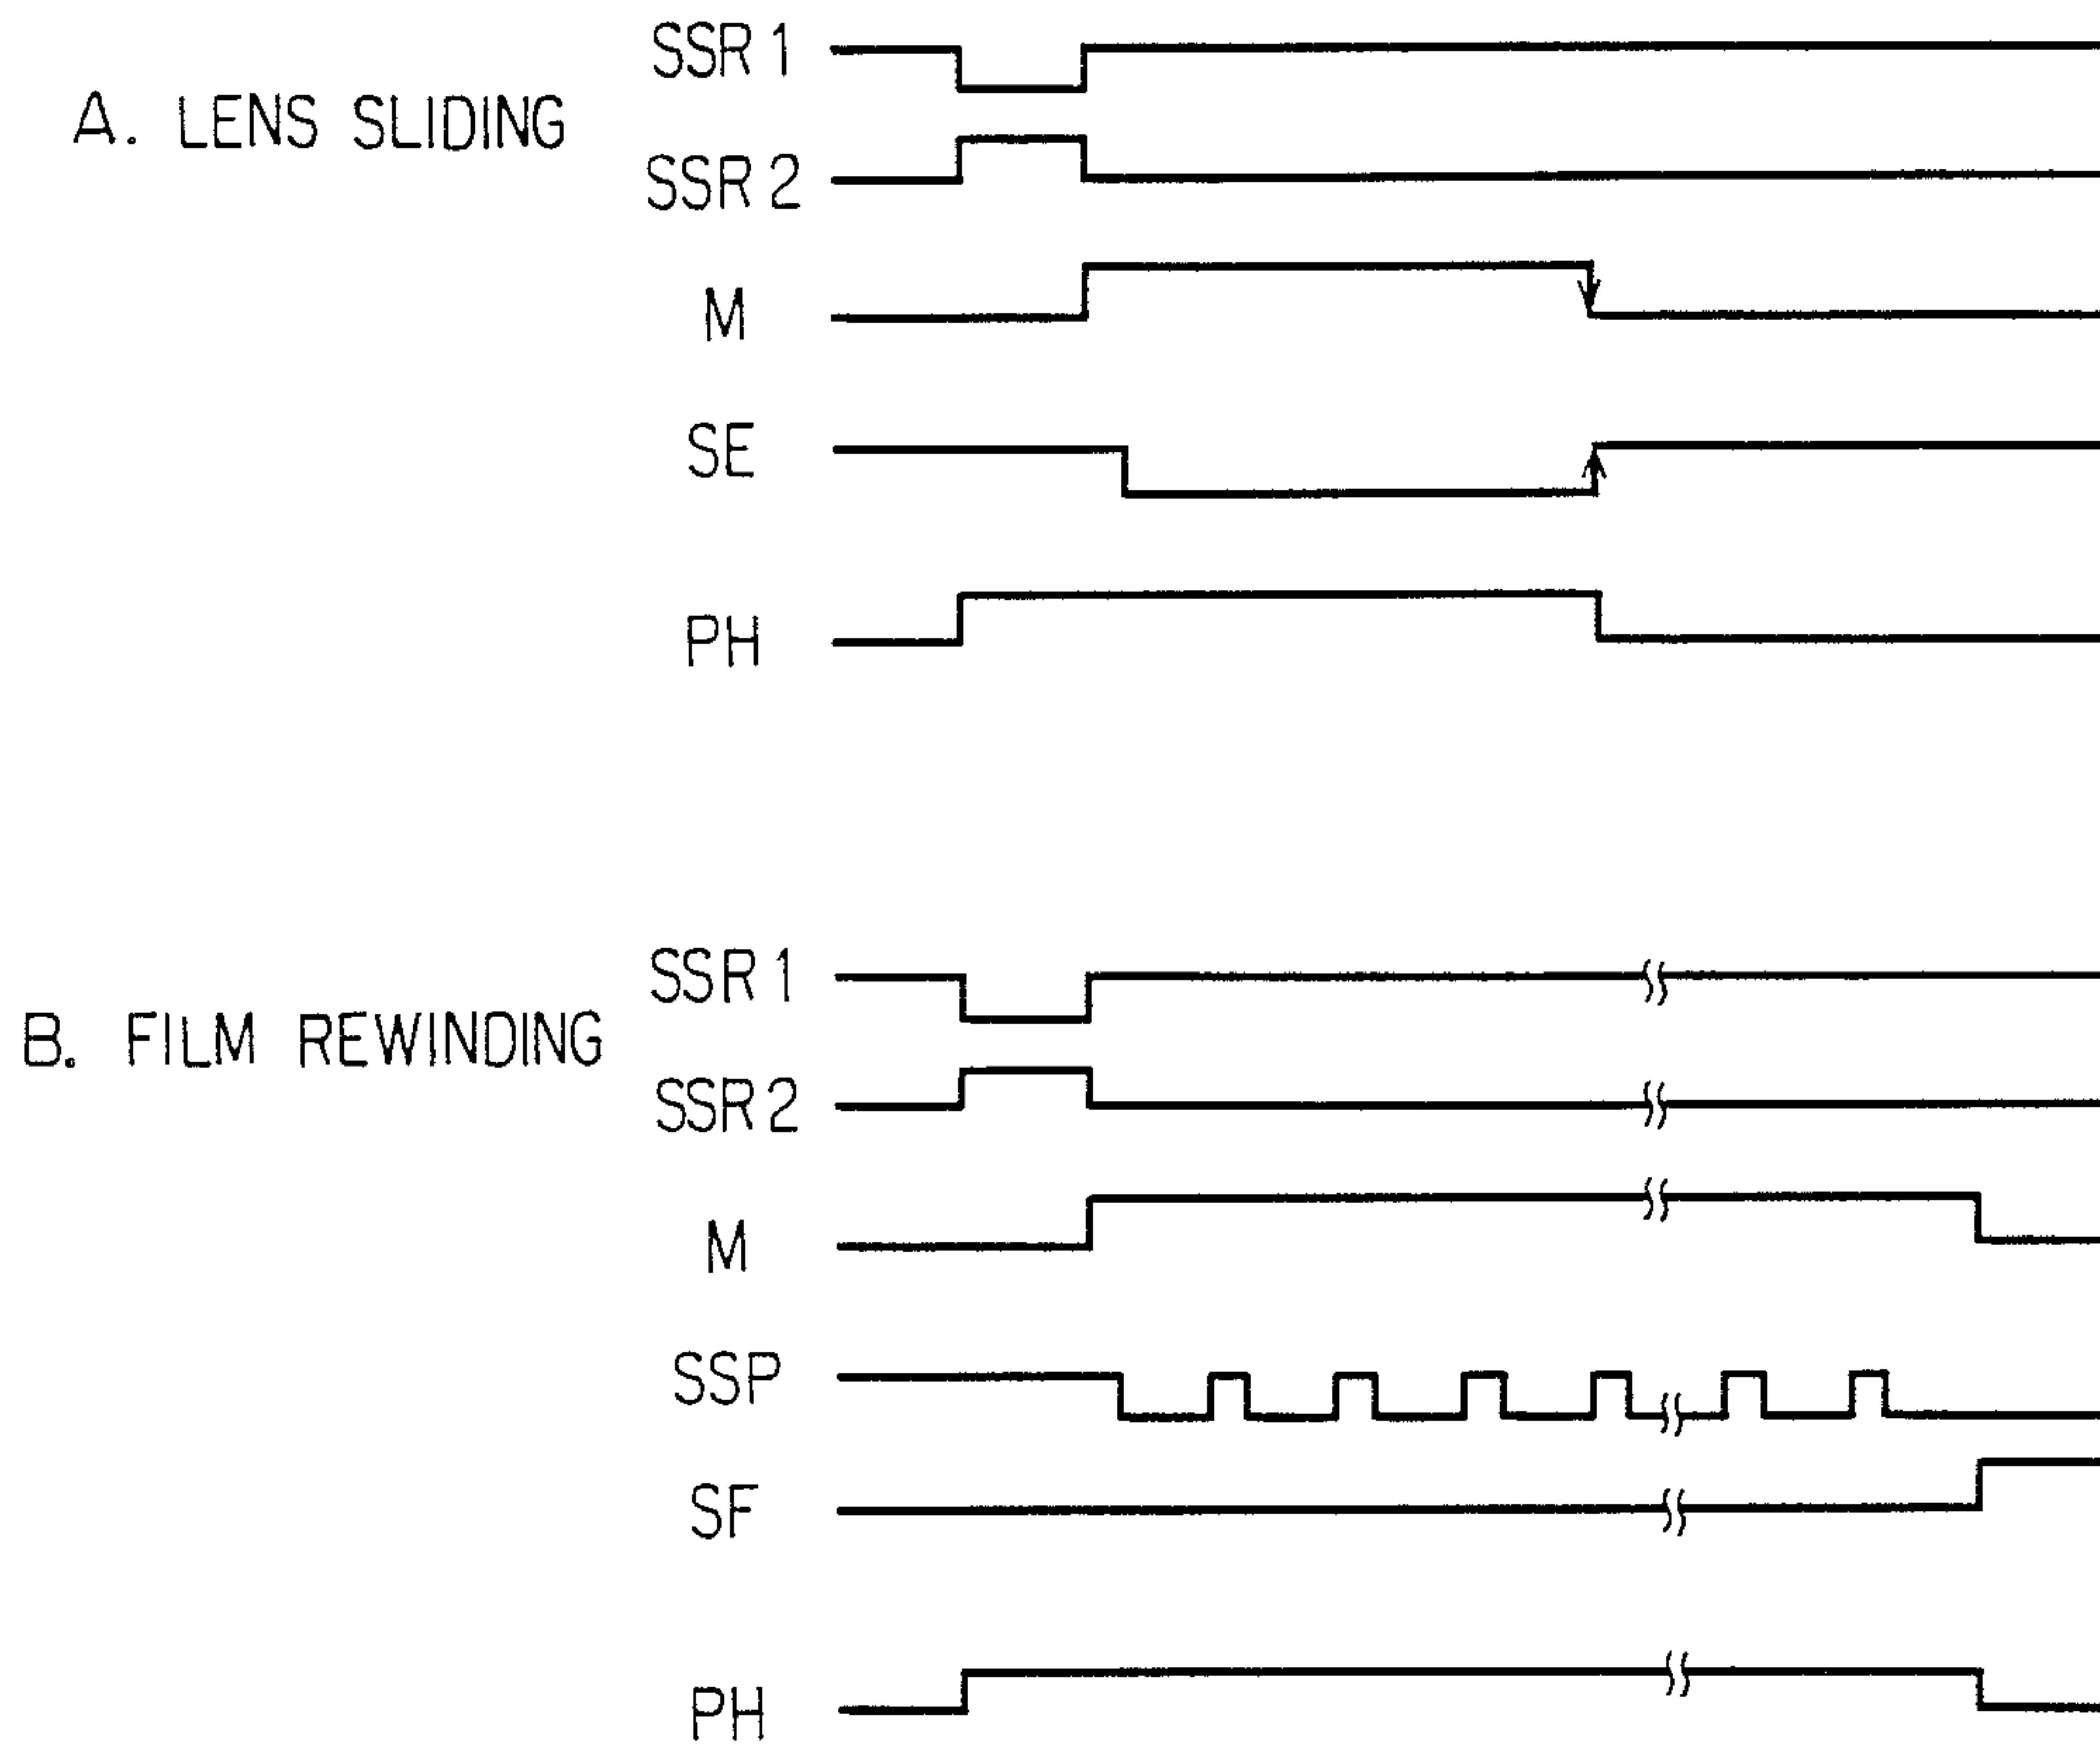 A. LENS SLIDING
SSR 1
SSR 2
M
SE
PH
B. FILM REWINDING
SSR 1
SSR 2
M
SSP
SF
PH